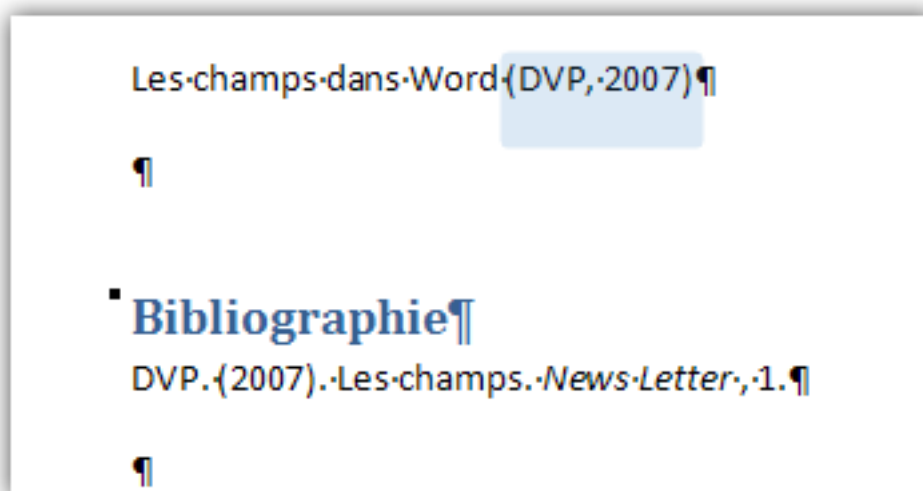 Les·champs·dans·Word·(DVP,·2007)¶
¶
Bibliographie¶
DVP.·(2007).·Les·champs.·News·Letter·,·1.¶
¶